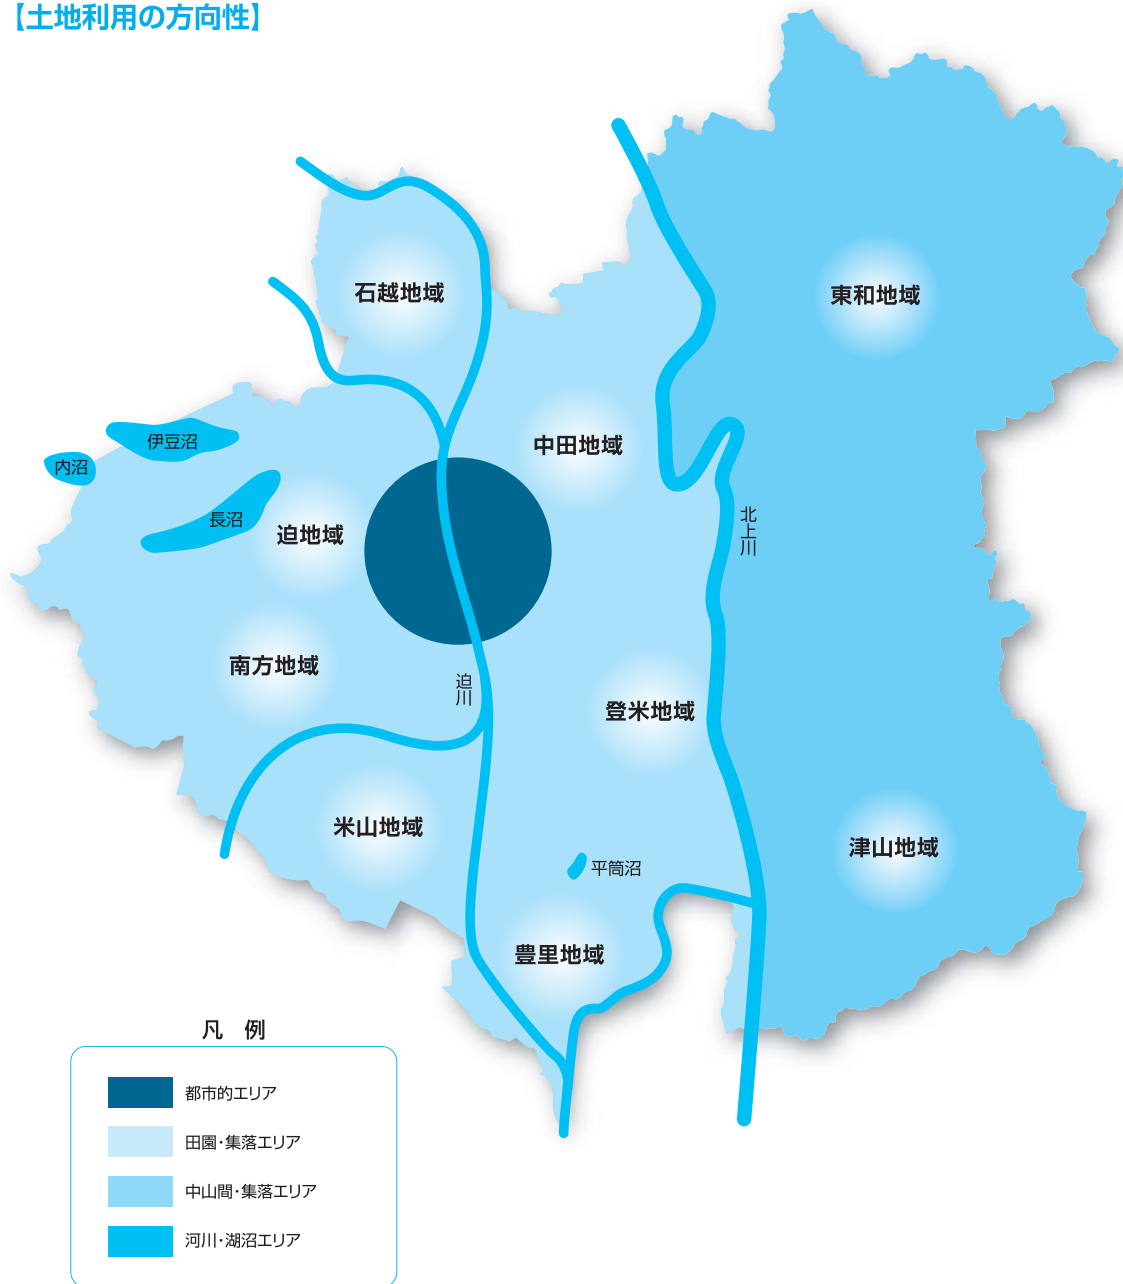 【土地利用の方向性】
石越地域
東和地域
中田地域
伊豆沼
内沼
長沼
迫地域
北上川
南方地域
迫川
登米地域
米山地域
津山地域
平筒沼
豊里地域
凡 例
都市的エリア
田園・集落エリア
中山間・集落エリア
河川・湖沼エリア